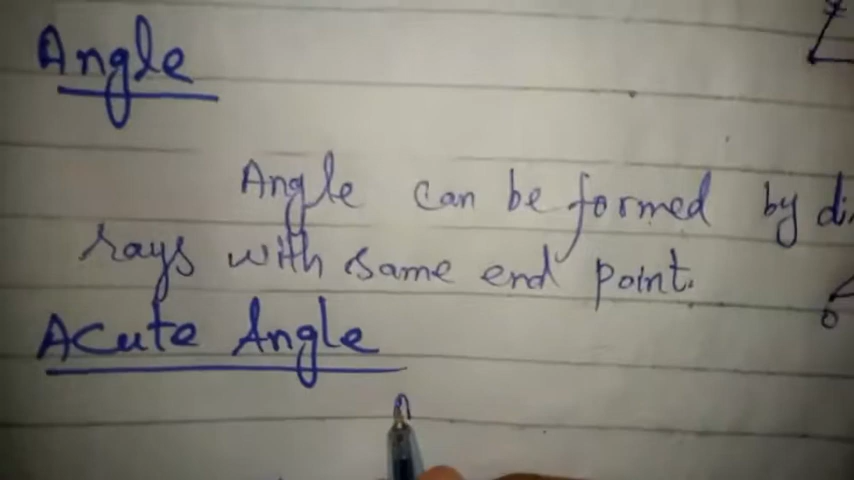 Angle
Angle can be formed by
rays with same end point.
Acute Angle